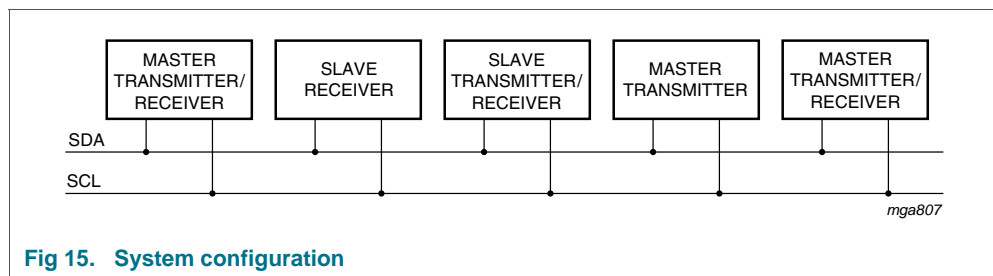 MASTER
TRANSMITTER/
RECEIVER
SLAVE
RECEIVER
SLAVE
TRANSMITTER/
RECEIVER
MASTER
TRANSMITTER
MASTER
TRANSMITTER/
RECEIVER
SDA
SCL
mga807
Fig 15. System configuration